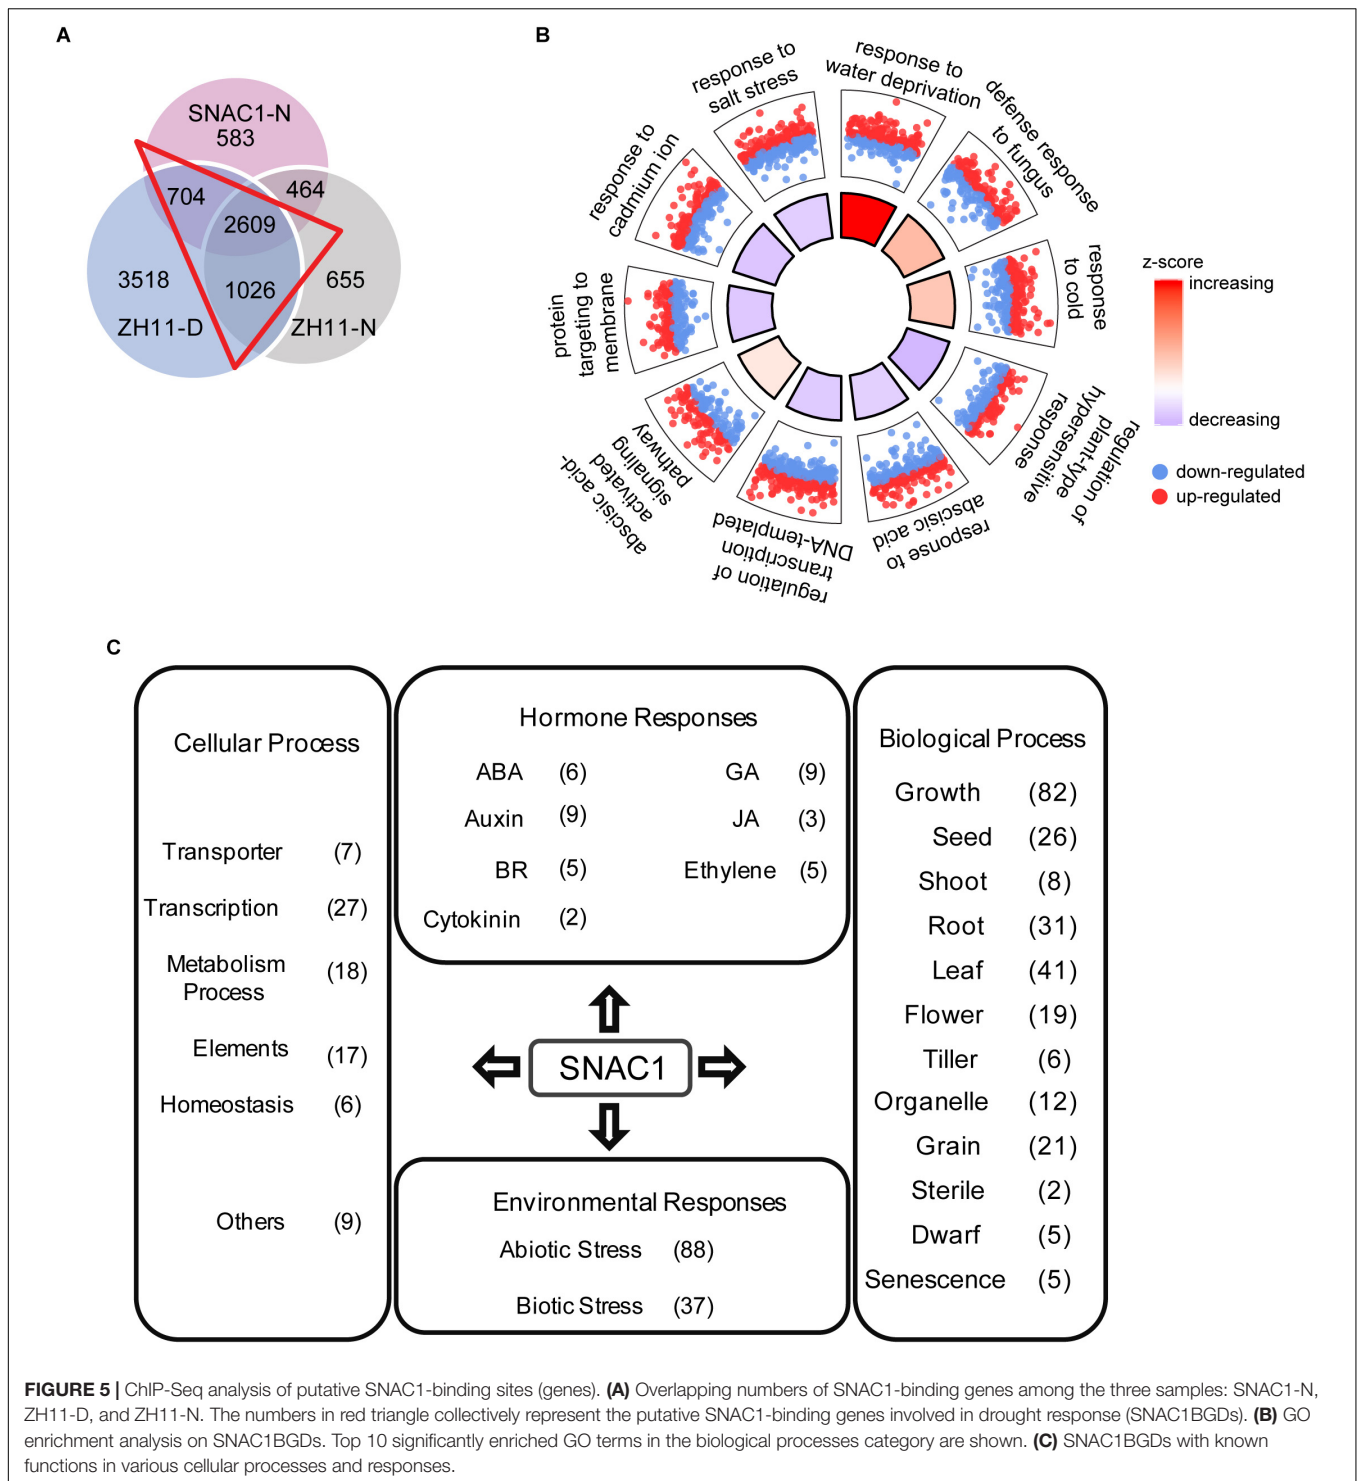 A
SNAC1-N
583
704
464
2609
3518
1026
655
ZH11-D
ZH11-N
B
response to
salt stress
response to
water deprivation
defense response
to fungus
response
to cold
regulation of
plant-type
hypersensitive
response
response to
abscisic acid
regulation of
transcription
DNA-templated
abscisic acid-
activated
signaling
pathway
protein
targeting to
membrane
response to
cadmium ion
z-score
increasing
decreasing
down-regulated
up-regulated
C
Cellular Process
Transporter (7)
Transcription (27)
Metabolism
Process (18)
Elements (17)
Homeostasis (6)
Others (9)
Hormone Responses
ABA (6) GA (9)
Auxin (9) JA (3)
BR (5) Ethylene (5)
Cytokinin (2)
SNAC1
Environmental Responses
Abiotic Stress (88)
Biotic Stress (37)
Biological Process
Growth (82)
Seed (26)
Shoot (8)
Root (31)
Leaf (41)
Flower (19)
Tiller (6)
Organelle (12)
Grain (21)
Sterile (2)
Dwarf (5)
Senescence (5)
FIGURE 5 | ChIP-Seq analysis of putative SNAC1-binding sites (genes). (A) Overlapping numbers of SNAC1-binding genes among the three samples: SNAC1-N,
ZH11-D, and ZH11-N. The numbers in red triangle collectively represent the putative SNAC1-binding genes involved in drought response (SNAC1BGDs). (B) GO
enrichment analysis on SNAC1BGDs. Top 10 significantly enriched GO terms in the biological processes category are shown. (C) SNAC1BGDs with known
functions in various cellular processes and responses.